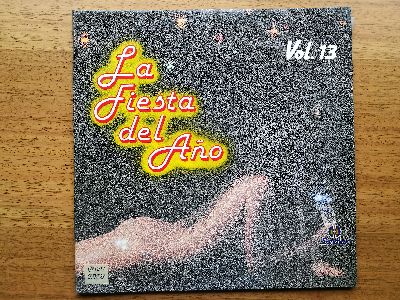 La
Fiesta
del
Año
Vol. 13